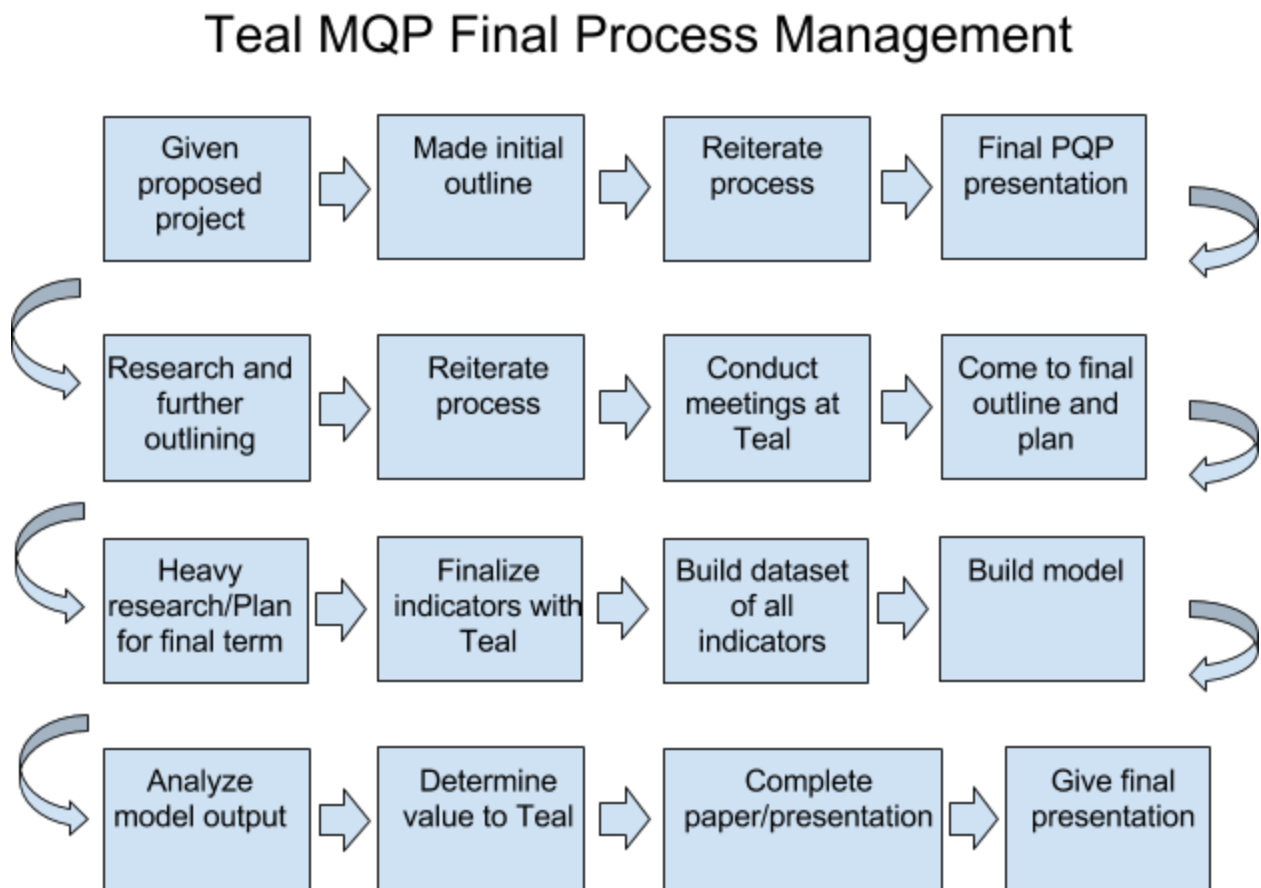 Teal MQP Final Process Management
Given
proposed
project
Made initial
outline
Reiterate
process
Final PQP
presentation
Research and
further
outlining
Reiterate
process
Conduct
meetings at
Teal
Come to final
outline and
plan
Heavy
research/Plan
for final term
Finalize
indicators with
Teal
Build dataset
of all
indicators
Build model
Analyze
model output
Determine
value to Teal
Complete
paper/presentation
Give final
presentation